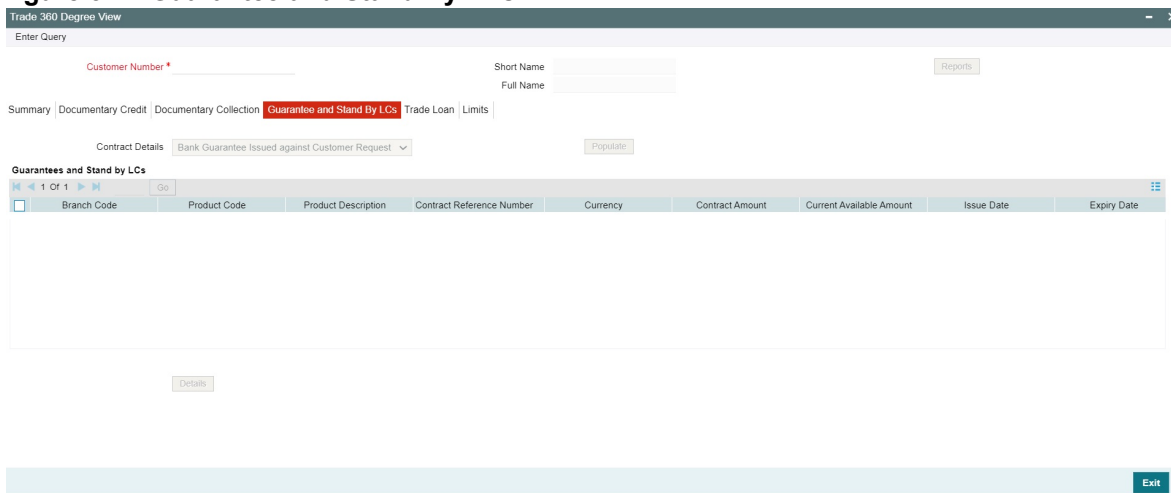 Trade 360 Degree View
Enter Query
Customer Number *
Short Name
Reports
Full Name
Summary Documentary Credit Documentary Collection Guarantee and Stand By LCs Trade Loan Limits
Contract Details Bank Guarantee Issued against Customer Request Populate
Guarantees and Stand by LCs
1 Of 1 Go
Branch Code Product Code Product Description Contract Reference Number Currency Contract Amount Current Available Amount Issue Date Expiry Date
Details
Exit